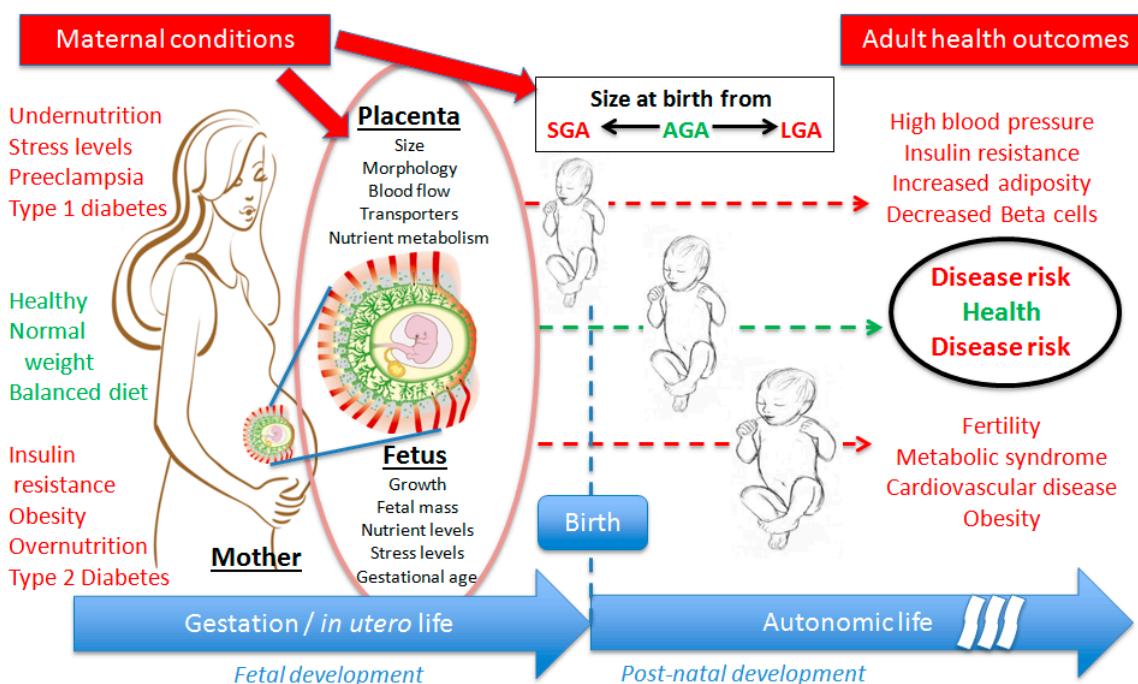 Maternal conditions
Adult health outcomes
Undernutrition
Stress levels
Preeclampsia
Type 1 diabetes
Healthy
Normal
weight
Balanced diet
Insulin
resistance
Obesity
Overnutrition
Type 2 Diabetes
Mother
Placenta
Size
Morphology
Blood flow
Transporters
Nutrient metabolism
Fetus
Growth
Fetal mass
Nutrient levels
Stress levels
Gestational age
Size at birth from
SGA AGA LGA
High blood pressure
Insulin resistance
Increased adiposity
Decreased Beta cells
Disease risk
Health
Disease risk
Fertility
Metabolic syndrome
Cardiovascular disease
Obesity
Birth
Gestation / in utero life
Autonomic life
Fetal development
Post-natal development